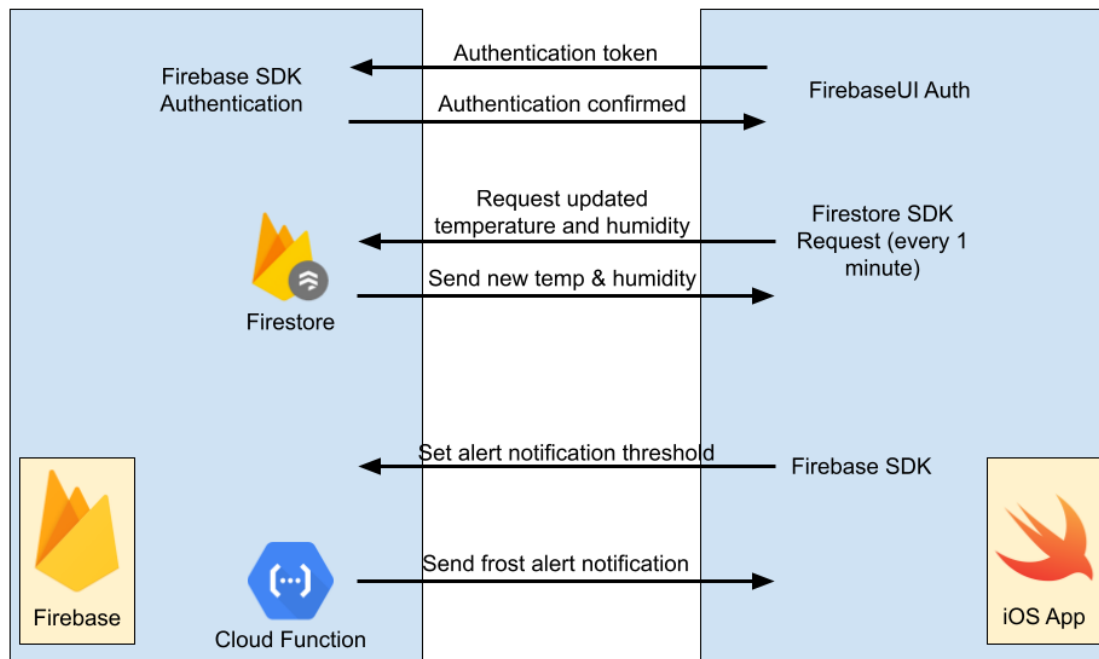 Authentication token
Firebase SDK
Authentication
FirebaseUI Auth
Authentication confirmed
Request updated
temperature and humidity
Firestore SDK
Request (every 1
minute)
Send new temp & humidity
Firestore
Set alert notification threshold
Firebase SDK
Send frost alert notification
Firebase
Cloud Function
iOS App